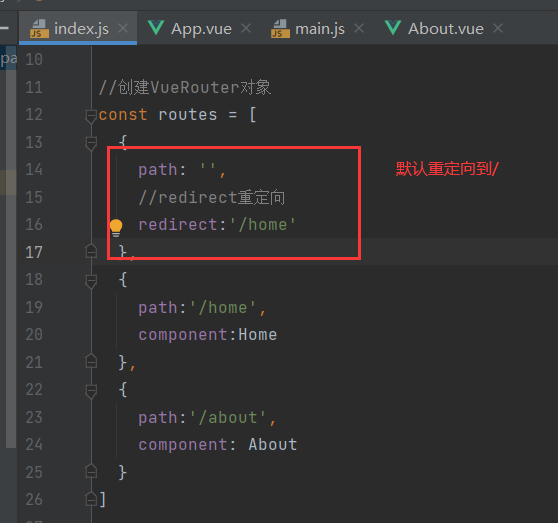 index.js App.vue main.js About.vue
pa
10
11 //创建VueRouter对象
12 const routes = [
13 {
14 path: '',
默认重定向到/
15 //redirect重定向
16 redirect:'/home'
17 },
18 {
19 path:'/home',
20 component:Home
21 },
22 {
23 path:'/about',
24 component: About
25 }
26 ]